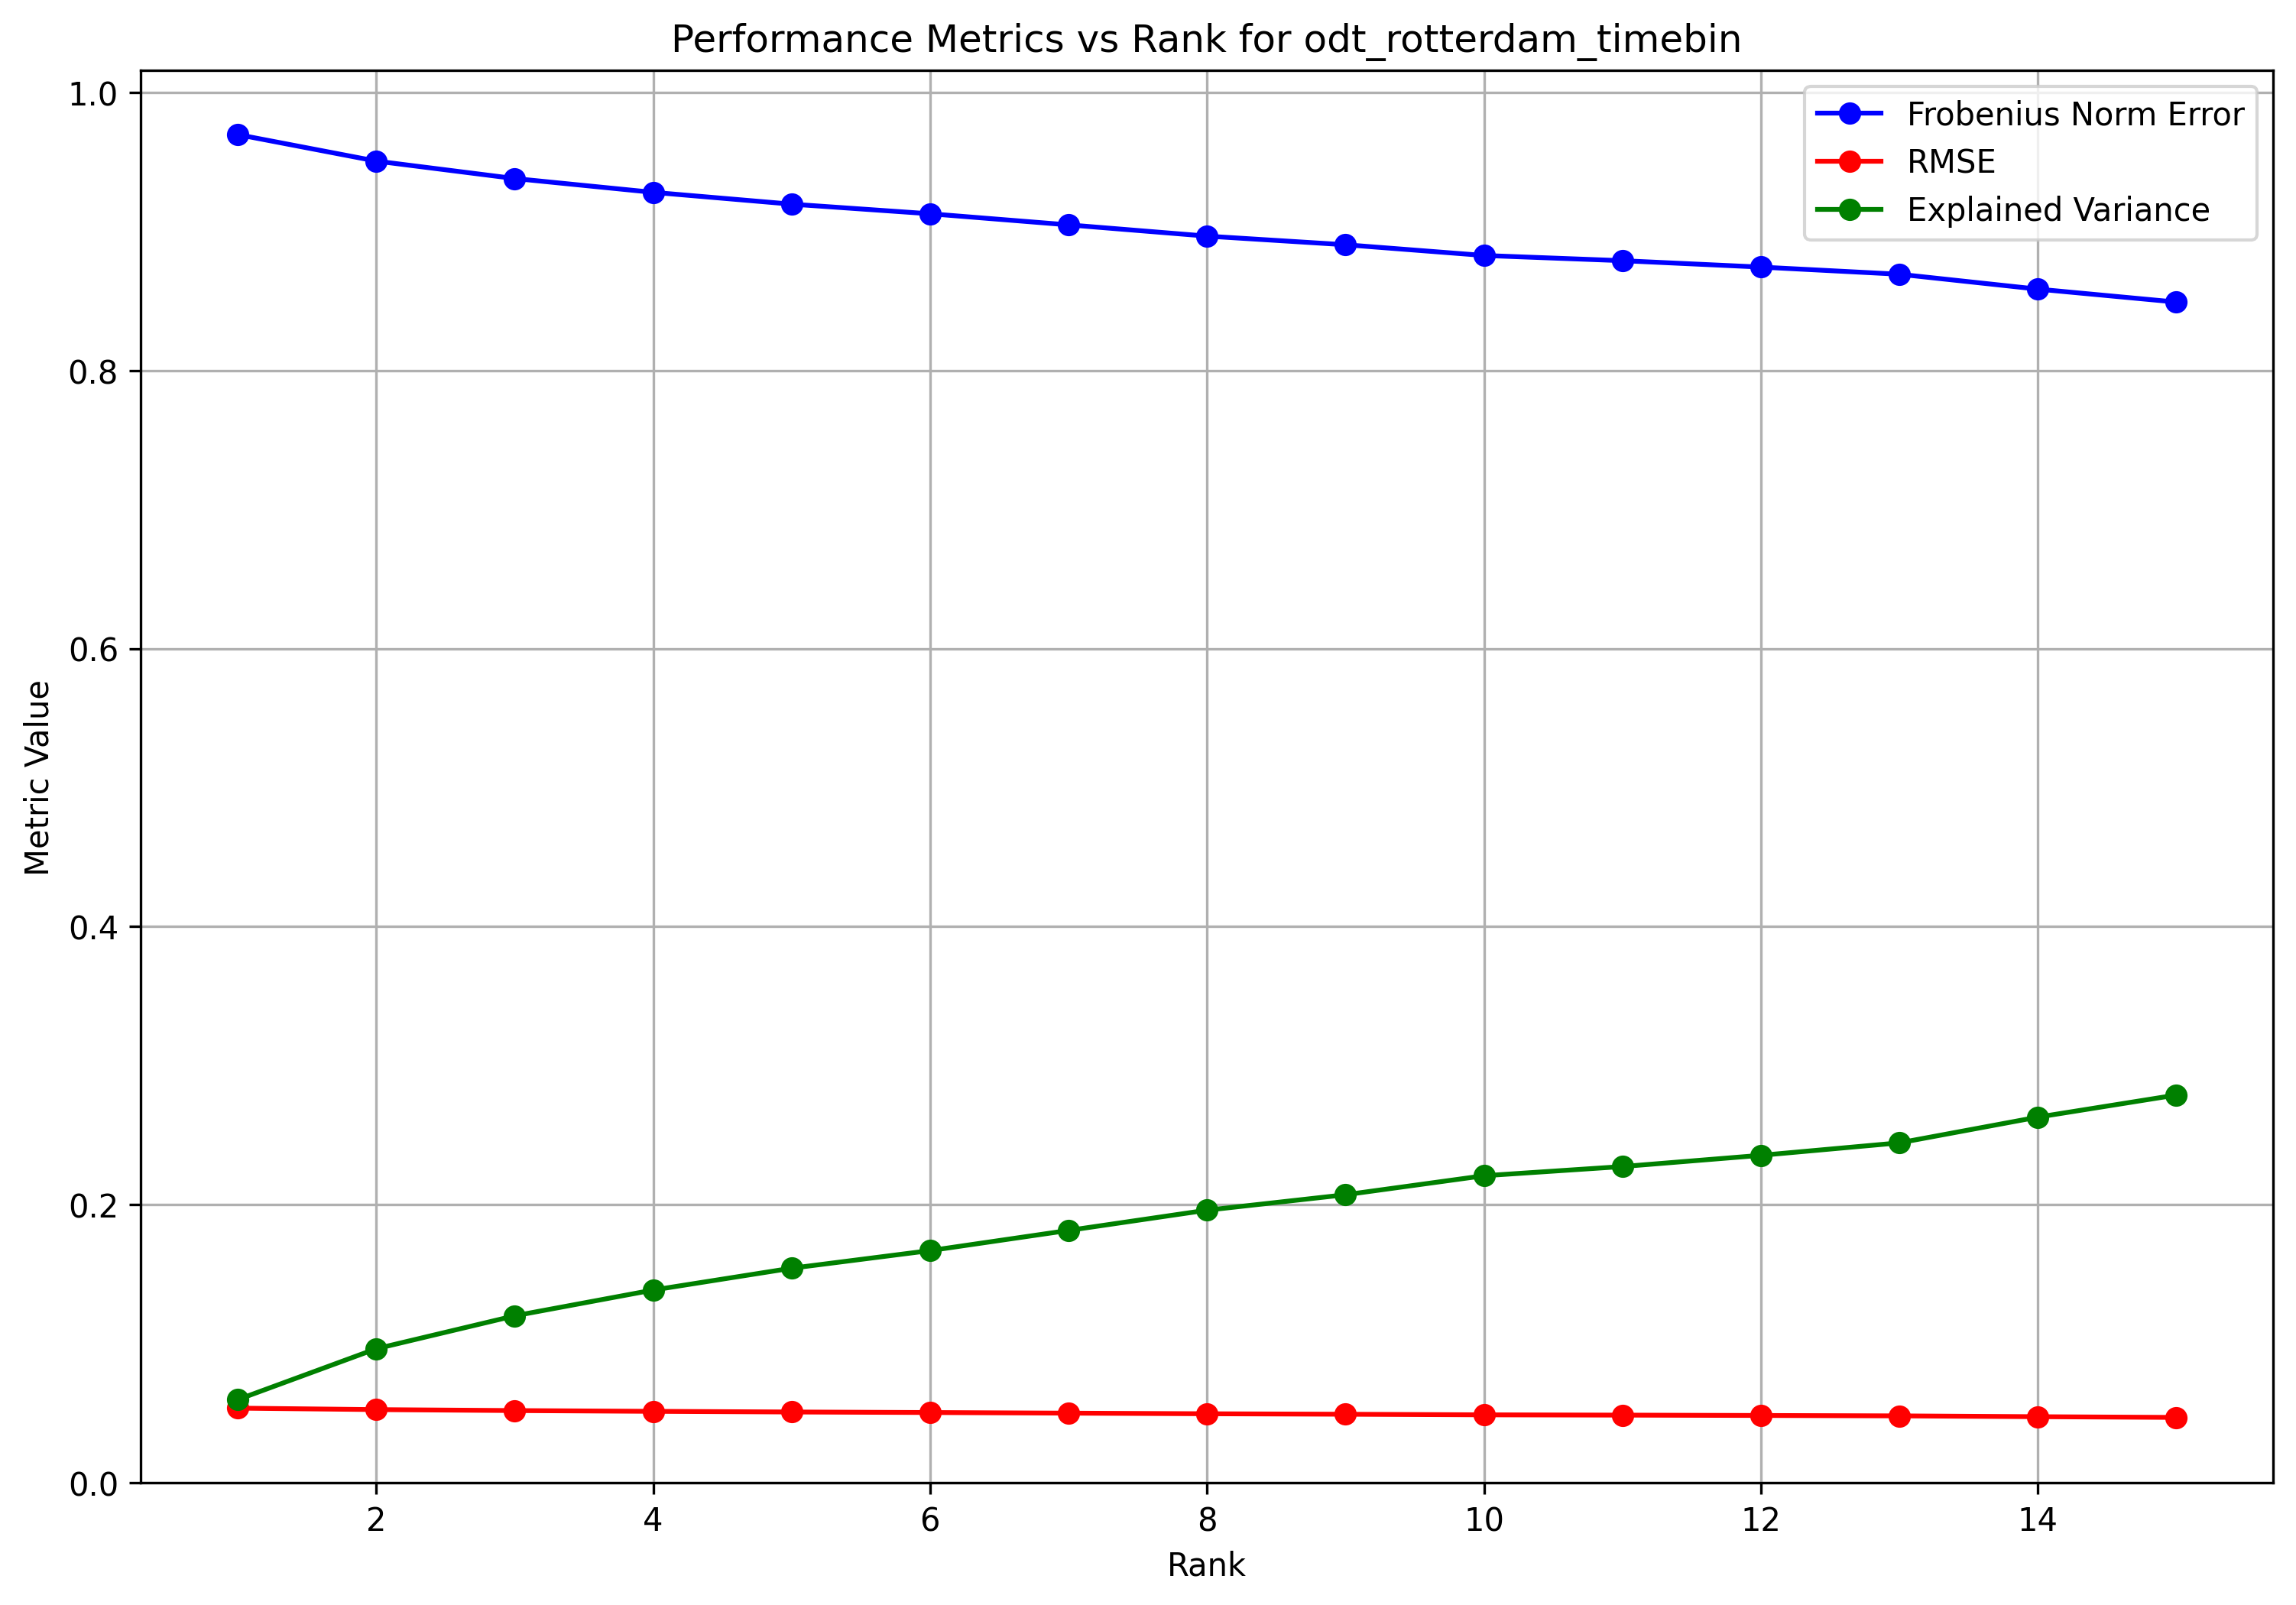 Performance Metrics vs Rank for odt_rotterdam_timebin
Frobenius Norm Error
RMSE
Explained Variance
Metric Value
1.0
0.8
0.6
0.4
0.2
0.0
2 4 6 8 10 12 14
Rank